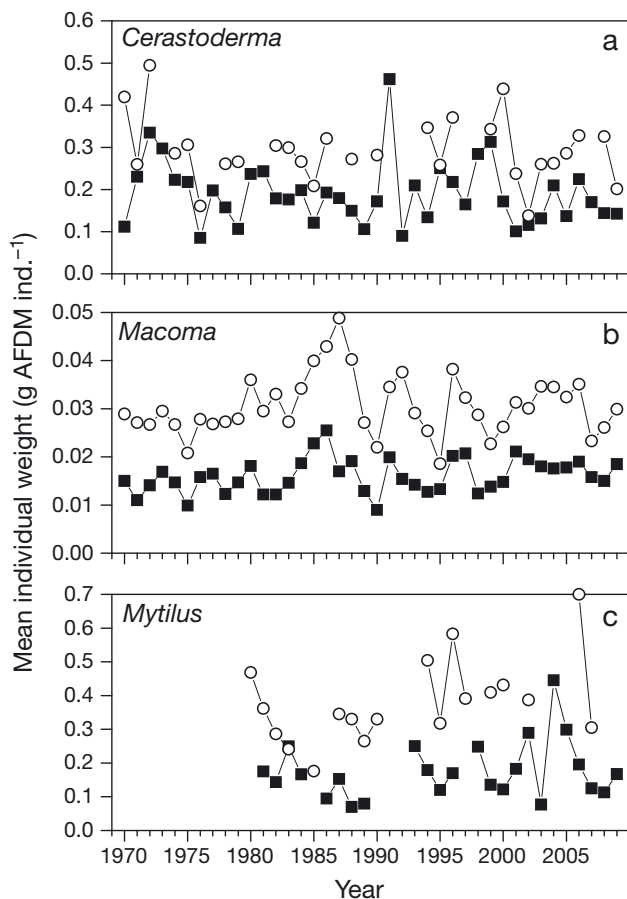 Mean individual weight (g AFDM ind.⁻¹)
Cerastoderma
a
0.6
0.5
0.4
0.3
0.2
0.1
0.0
Macoma
b
0.05
0.04
0.03
0.02
0.01
0.00
Mytilus
c
0.7
0.6
0.5
0.4
0.3
0.2
0.1
0.0
1970 1975 1980 1985 1990 1995 2000 2005
Year